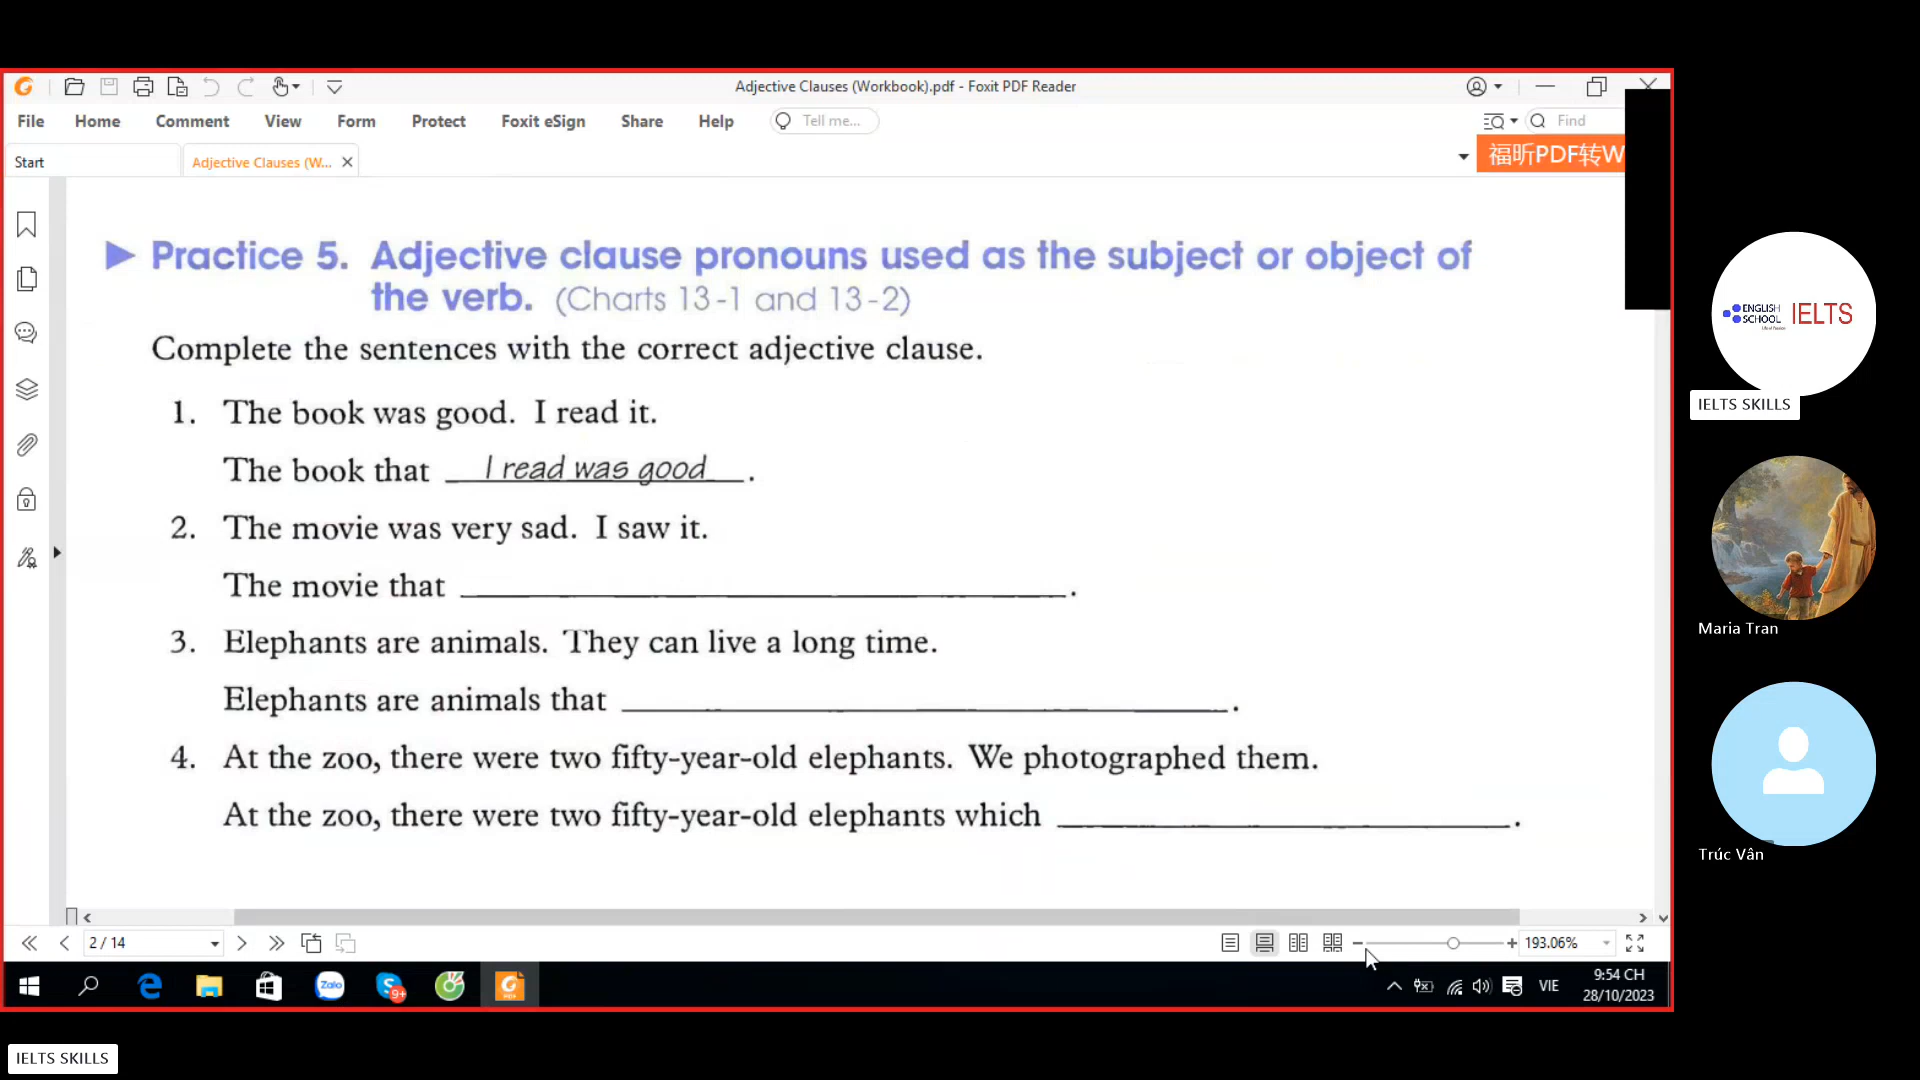 Adjective Clauses (Workbook).pdf - Foxit PDF Reader
File Home Comment View Form Protect Foxit eSign Share Help Tell me... Find
Start Adjective Clauses (W... 福昕PDF转W
Practice 5. Adjective clause pronouns used as the subject or object of
the verb. (Charts 13-1 and 13-2)
Complete the sentences with the correct adjective clause.
1. The book was good. I read it.
The book that I read was good.
2. The movie was very sad. I saw it.
The movie that ______.
3. Elephants are animals. They can live a long time.
Elephants are animals that ______.
4. At the zoo, there were two fifty-year-old elephants. We photographed them.
At the zoo, there were two fifty-year-old elephants which ______.
2 / 14 193.06%
Zalo 9+ VIE 9:54 CH
28/10/2023
ENGLISH
SCHOOL IELTS
IELTS SKILLS
Maria Tran
Trúc Vân
IELTS SKILLS